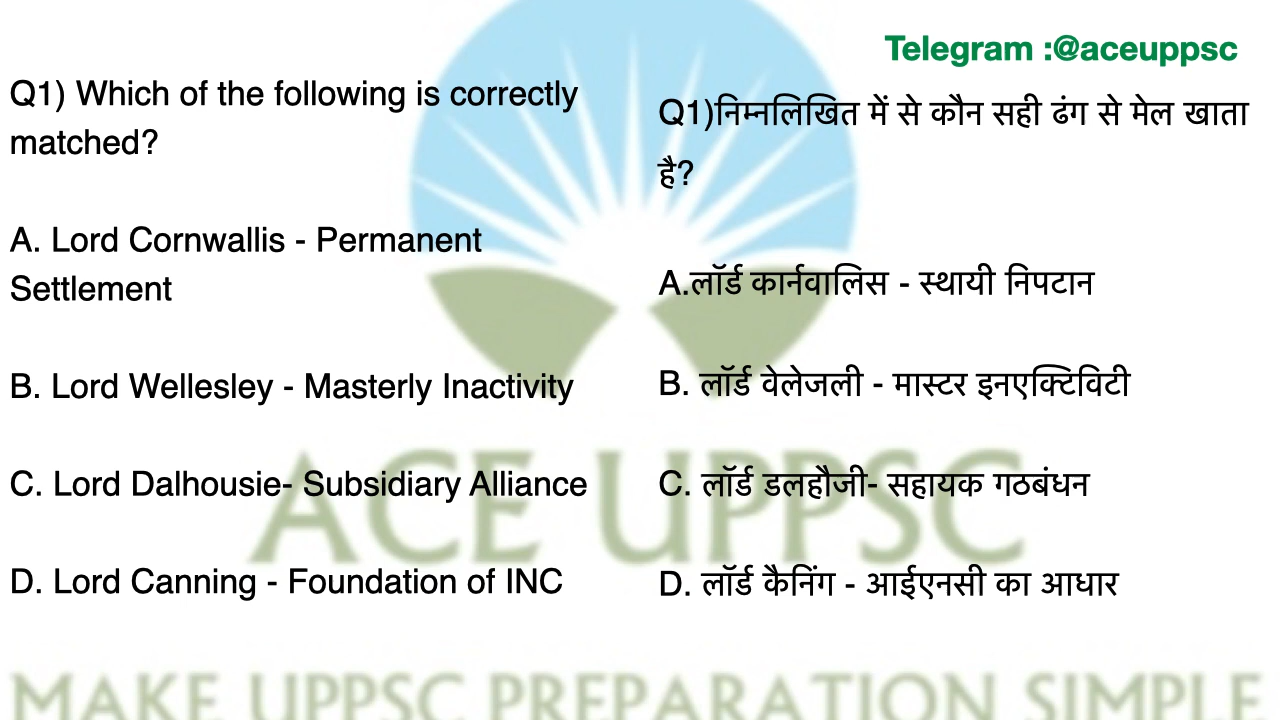 Telegram :@aceuppsc
Q1) Which of the following is correctly
matched?
A. Lord Cornwallis - Permanent
Settlement
B. Lord Wellesley - Masterly Inactivity
C. Lord Dalhousie- Subsidiary Alliance
D. Lord Canning - Foundation of INC
Q1)निम्नलिखित में से कौन सही ढंग से मेल खाता
है?
A.लॉर्ड कार्नवालिस - स्थायी निपटान
B. लॉर्ड वेलेजली - मास्टर इनएक्टिविटी
C. लॉर्ड डलहौजी- सहायक गठबंधन
D. लॉर्ड कैनिंग - आईएनसी का आधार
ACE UPPSC
MAKE UPPSC PREPARATION SIMPLE